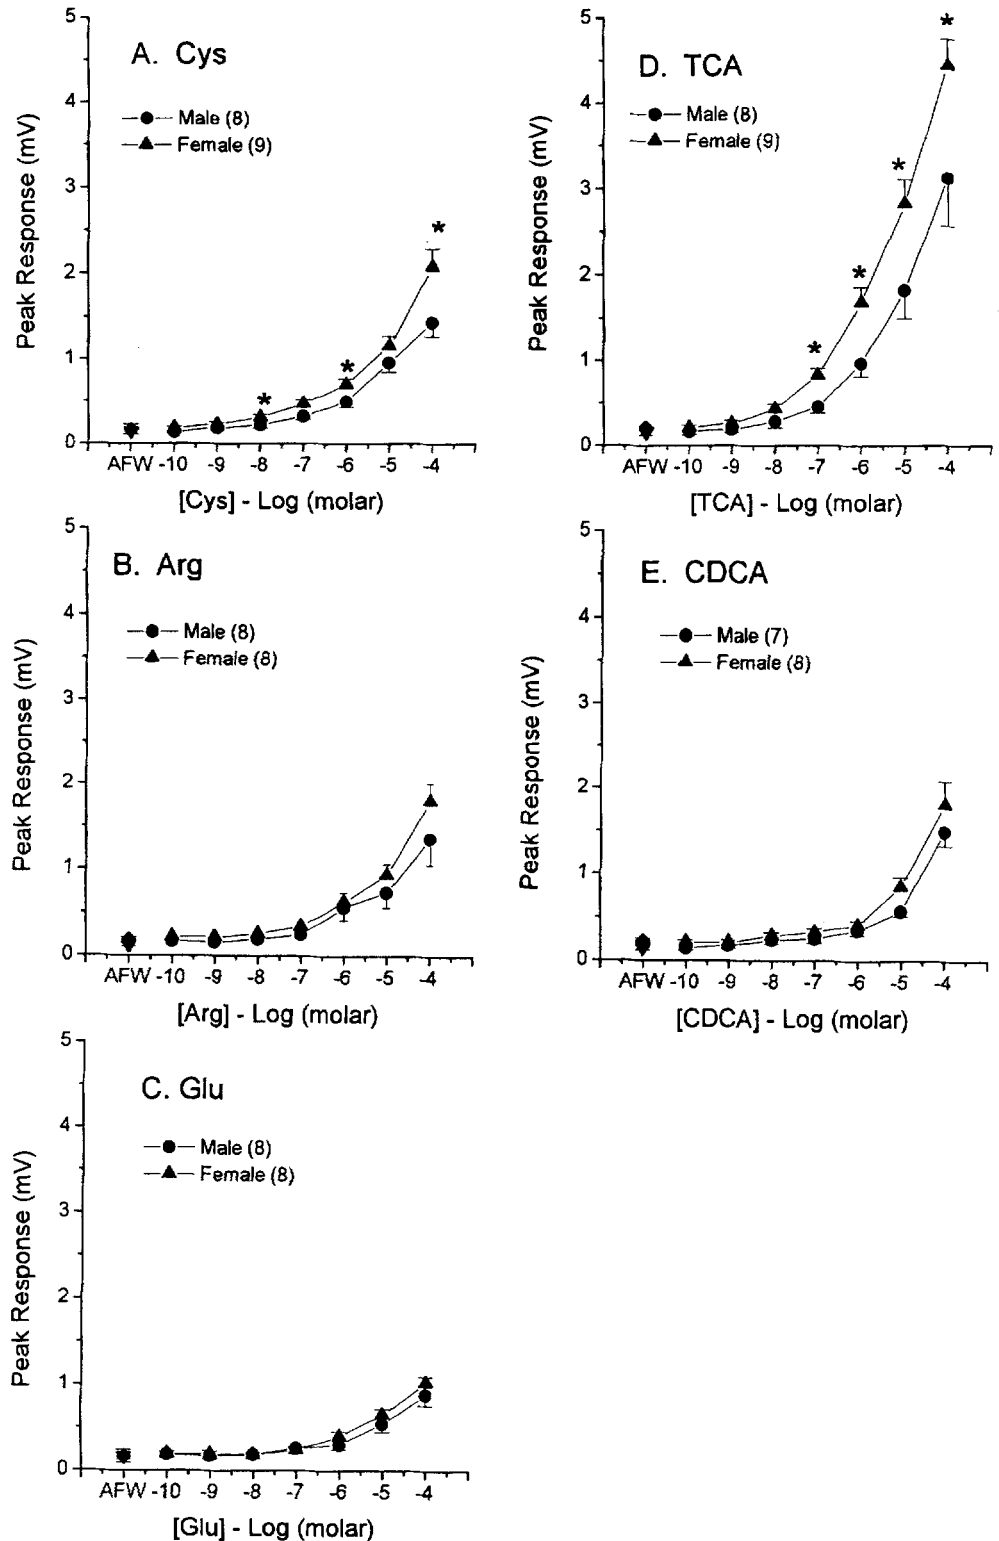 A. Cys
Male (8)
Female (9)
*
*
*
5
4
3
2
1
0
Peak Response (mV)
AFW -10 -9 -8 -7 -6 -5 -4
[Cys] - Log (molar)
D. TCA
Male (8)
Female (9)
*
*
*
*
*
5
4
3
2
1
0
Peak Response (mV)
AFW -10 -9 -8 -7 -6 -5 -4
[TCA] - Log (molar)
B. Arg
Male (8)
Female (8)
5
4
3
2
1
0
Peak Response (mV)
AFW -10 -9 -8 -7 -6 -5 -4
[Arg] - Log (molar)
E. CDCA
Male (7)
Female (8)
5
4
3
2
1
0
Peak Response (mV)
AFW -10 -9 -8 -7 -6 -5 -4
[CDCA] - Log (molar)
C. Glu
Male (8)
Female (8)
5
4
3
2
1
0
Peak Response (mV)
AFW -10 -9 -8 -7 -6 -5 -4
[Glu] - Log (molar)